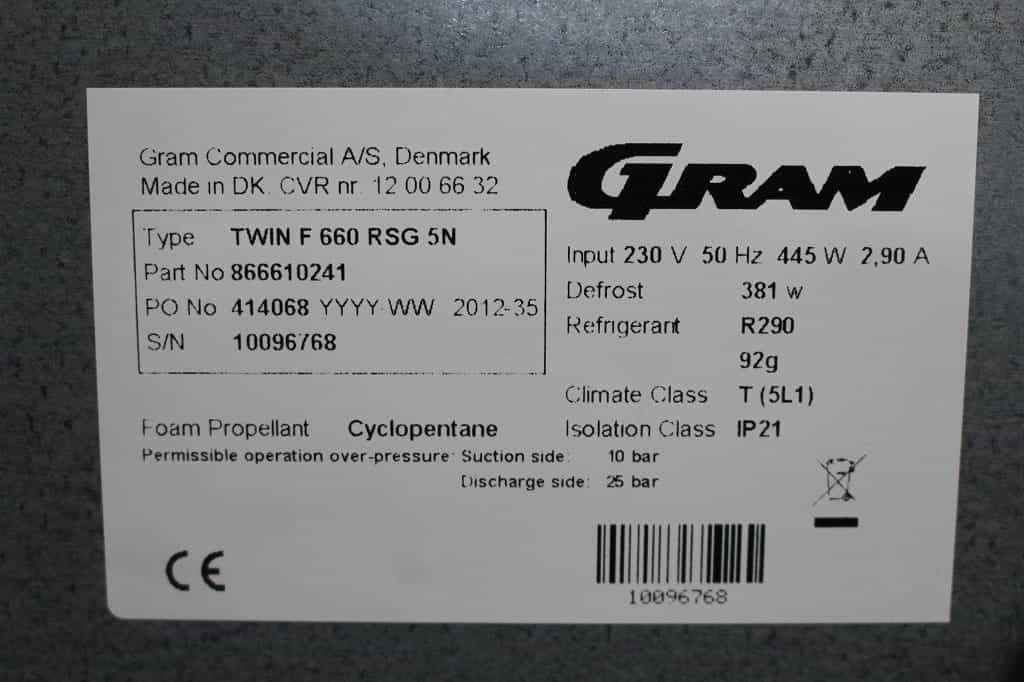 Gram Commercial A/S, Denmark
Made in DK. CVR nr. 12 00 66 32
GRAM
Type TWIN F 660 RSG 5N
Part No 866610241
PO No 414068 YYYY-WW 2012-35
S/N 10096768
Input 230 V 50 Hz 445 W 2,90 A
Defrost 381 w
Refrigerant R290
92g
Climate Class T (5L1)
Foam Propellant Cyclopentane
Isolation Class IP21
Permissible operation over-pressure: Suction side: 10 bar
Discharge side: 25 bar
CE
10096768